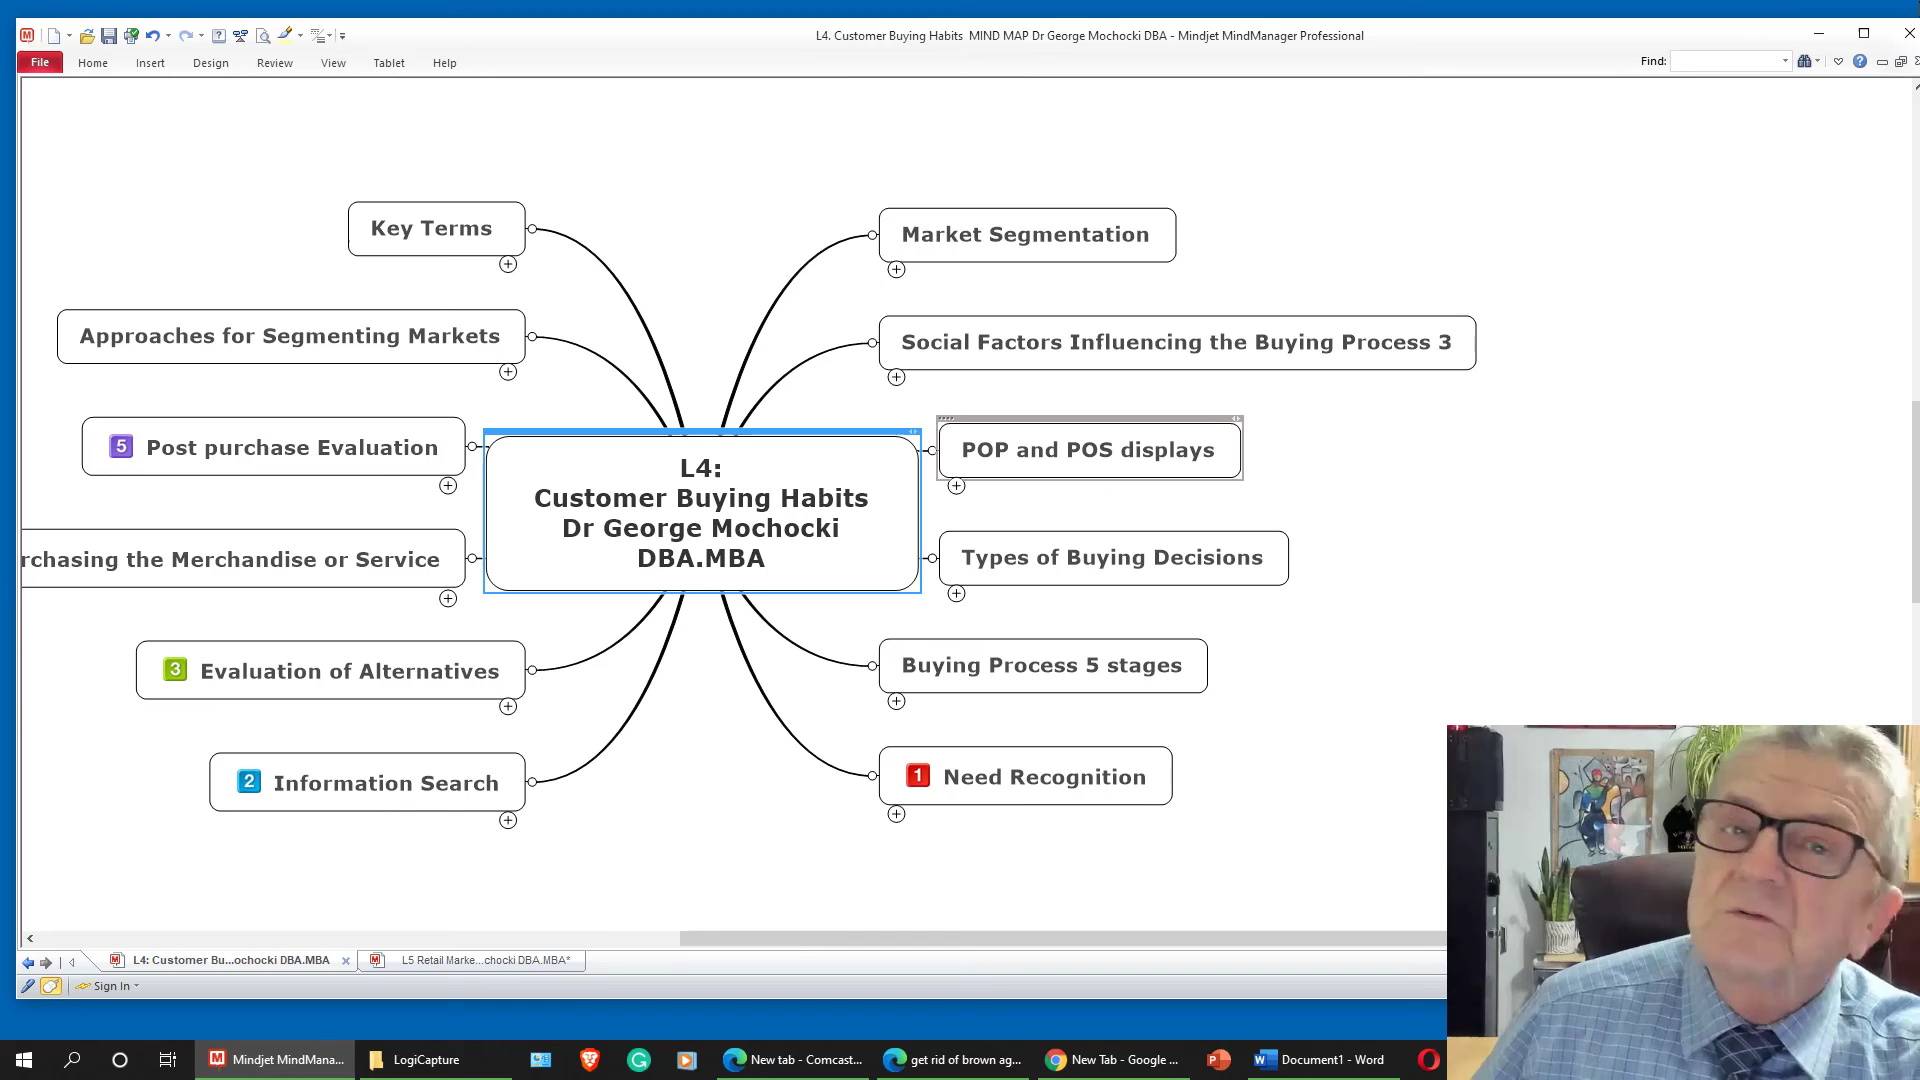 L4. Customer Buying Habits  MIND MAP Dr George Mochocki DBA - Mindjet MindManager Professional
File Home Insert Design Review View Tablet Help
Find:
Key Terms
Approaches for Segmenting Markets
5 Post purchase Evaluation
rchasing the Merchandise or Service
3 Evaluation of Alternatives
2 Information Search
L4:
Customer Buying Habits
Dr George Mochocki
DBA.MBA
Market Segmentation
Social Factors Influencing the Buying Process 3
POP and POS displays
Types of Buying Decisions
Buying Process 5 stages
1 Need Recognition
L4: Customer Bu...ochocki DBA.MBA
L5 Retail Marke...chocki DBA.MBA*
Sign In
Mindjet MindMana...
LogiCapture
New tab - Comcast...
get rid of brown ag...
New Tab - Google ...
Document1 - Word